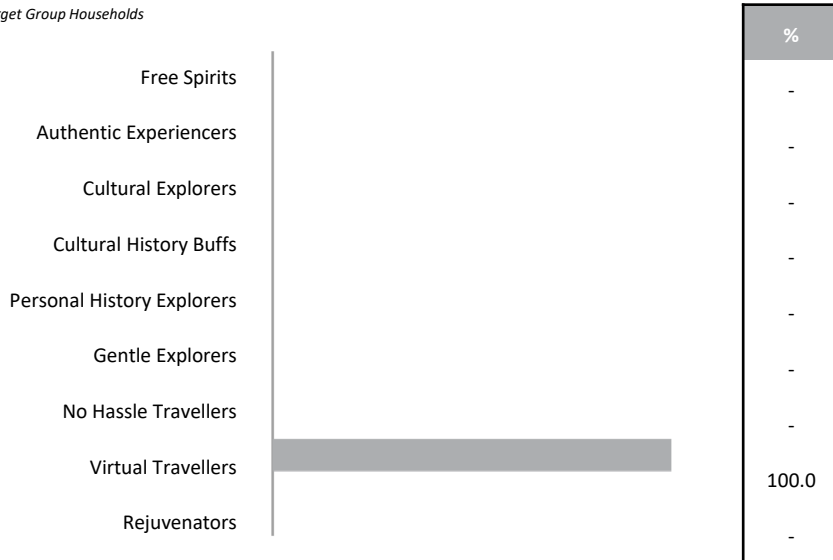 Group Households
%
Free Spirits
-
Authentic Experiencers
-
Cultural Explorers
-
Cultural History Buffs
-
Personal History Explorers
-
Gentle Explorers
-
No Hassle Travellers
-
Virtual Travellers
100.0
Rejuvenators
-